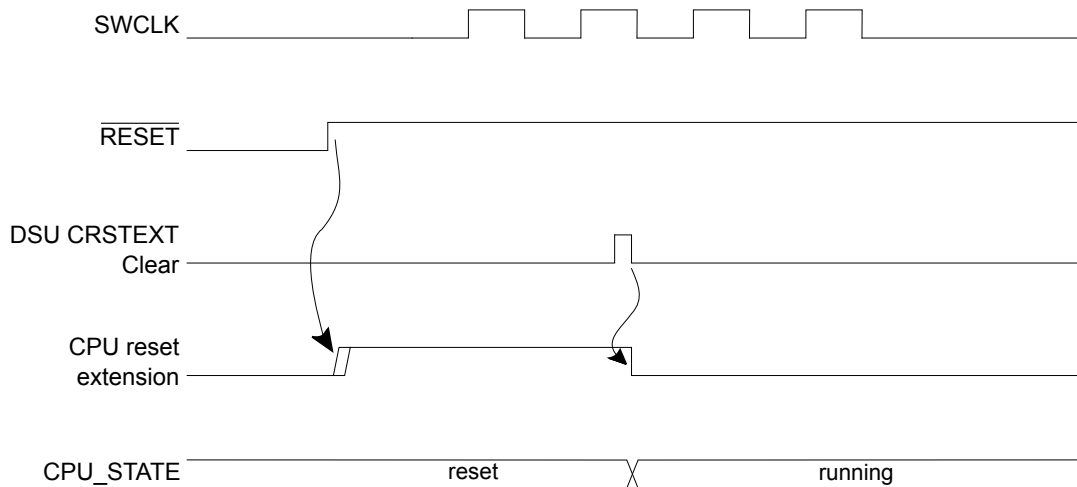 SWCLK
RESET
DSU CRSTEXT
Clear
CPU reset
extension
CPU_STATE reset running